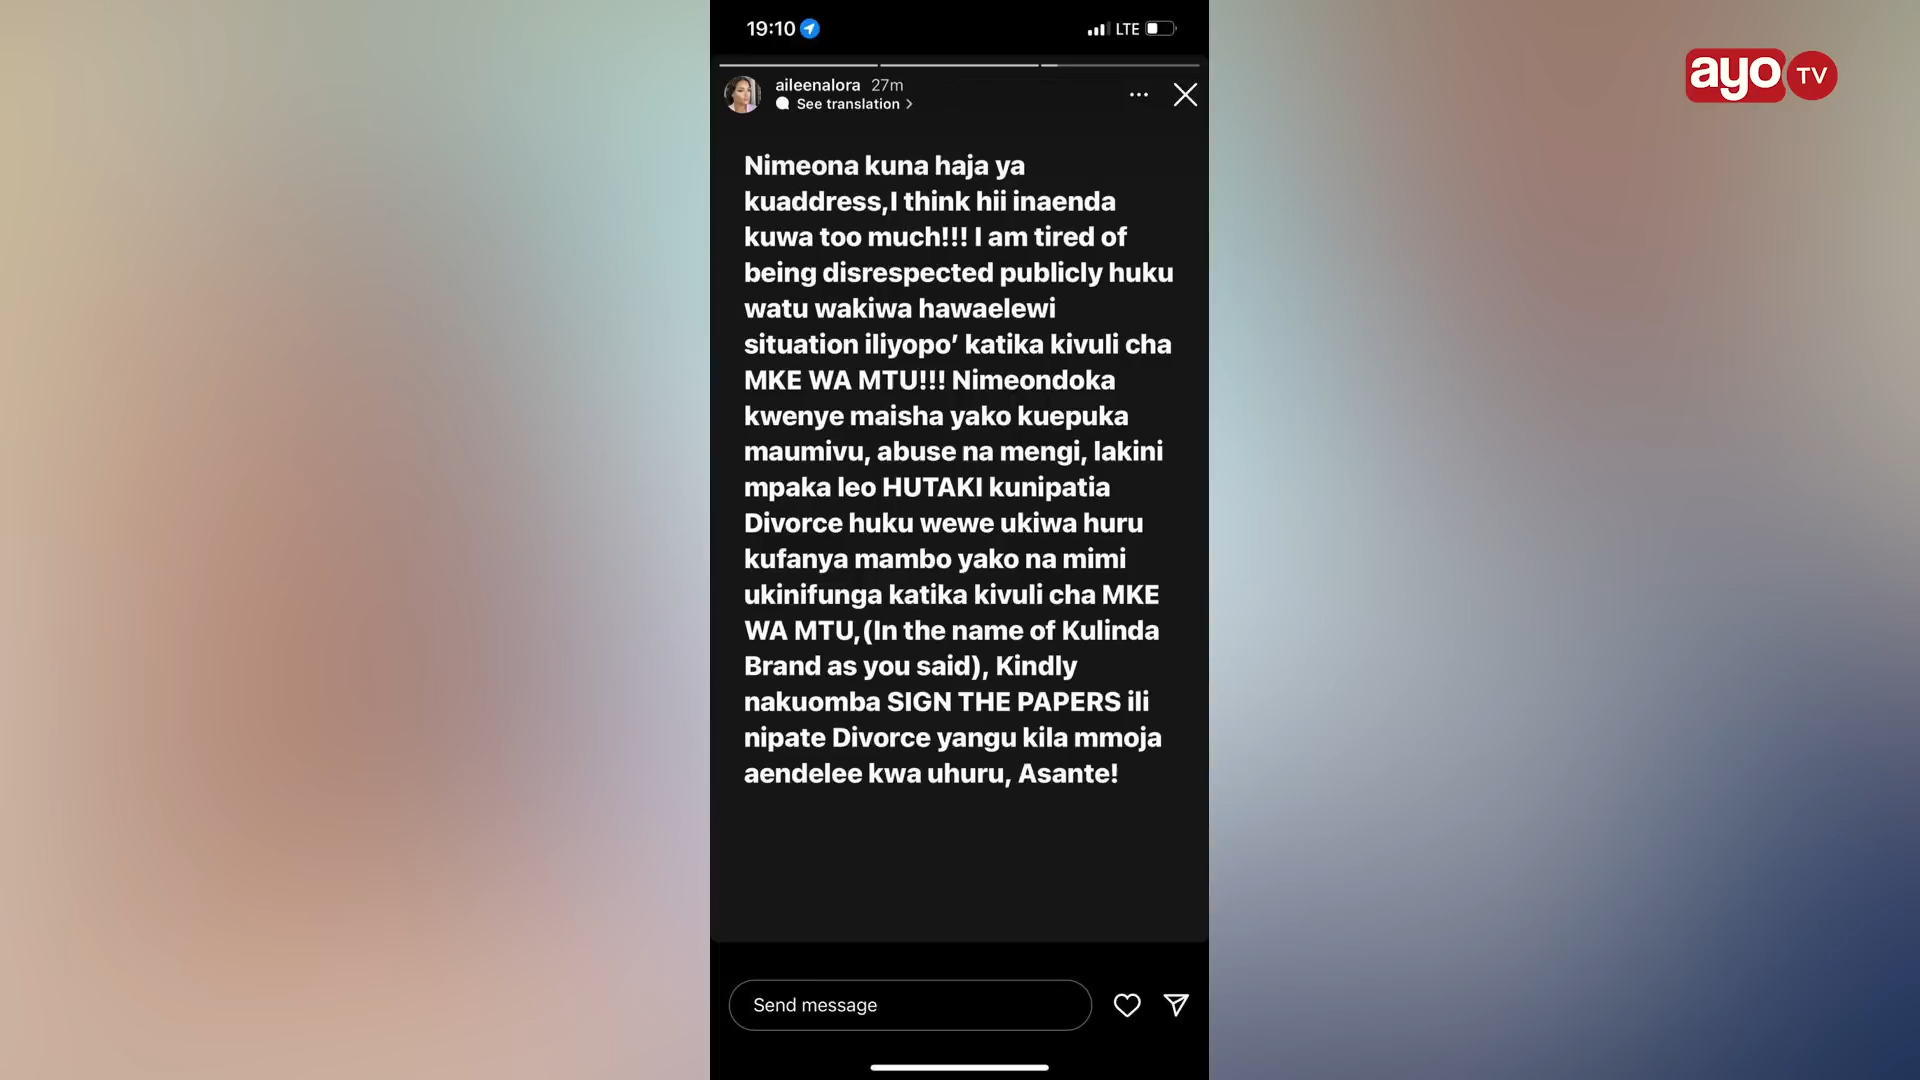 19:10
LTE
ayo TV
aileenalora 27m
See translation >
Nimeona kuna haja ya
kuaddress,I think hii inaenda
kuwa too much!!! I am tired of
being disrespected publicly huku
watu wakiwa hawaelewi
situation iliyopo’ katika kivuli cha
MKE WA MTU!!! Nimeondoka
kwenye maisha yako kuepuka
maumivu, abuse na mengi, lakini
mpaka leo HUTAKI kunipatia
Divorce huku wewe ukiwa huru
kufanya mambo yako na mimi
ukinifunga katika kivuli cha MKE
WA MTU,(In the name of Kulinda
Brand as you said), Kindly
nakuomba SIGN THE PAPERS ili
nipate Divorce yangu kila mmoja
aendelee kwa uhuru, Asante!
Send message